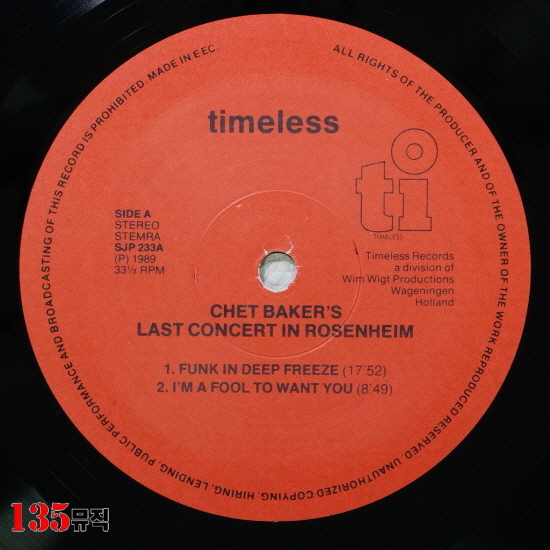 ALL RIGHTS OF THE PRODUCER AND OF THE OWNER OF THE WORK REPRODUCED RESERVED. UNAUTHORIZED COPYING, HIRING, LENDING, PUBLIC PERFORMANCE AND BROADCASTING OF THIS RECORD IS PROHIBITED. MADE IN E EC.
timeless
ti
TIMELESS
SIDE A
STEREO
STEMRA
SJP 233A
(P) 1989
33⅓ RPM
Timeless Records
a division of
Wim Wigt Productions
Wageningen
Holland
CHET BAKER'S
LAST CONCERT IN ROSENHEIM
1. FUNK IN DEEP FREEZE (17'52)
2. I'M A FOOL TO WANT YOU (8'49)
135뮤직